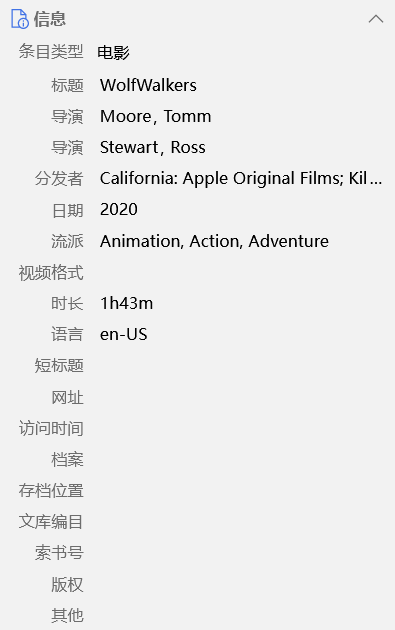 信息
条目类型 电影
标题 WolfWalkers
导演 Moore, Tomm
导演 Stewart, Ross
分发者 California: Apple Original Films; Kil...
日期 2020
流派 Animation, Action, Adventure
视频格式
时长 1h43m
语言 en-US
短标题
网址
访问时间
档案
存档位置
文库编目
索书号
版权
其他